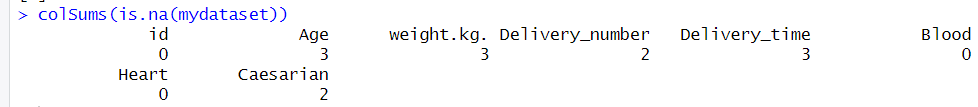 > colSums(is.na(mydataset))
id Age weight.kg. Delivery_number Delivery_time Blood
0 3 3 2 3 0
Heart Caesarian
0 2